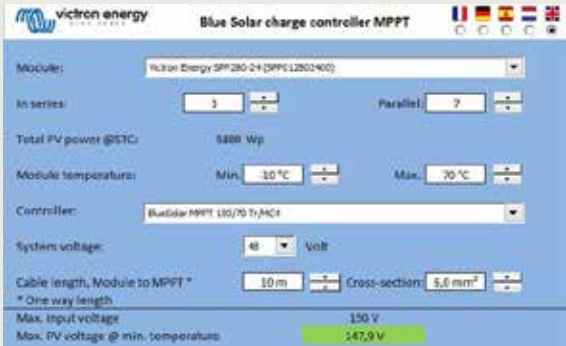 victron energy
BLUE POWER
Blue Solar charge controller MPPT
Module: Victron Energy SPP280-24
In series: 3 Parallel: 7
Total PV power @STC: Wp
Module temperature: Min. -10 °C Max. 70 °C
Controller: BlueSolar MPPT 150/70 Tr/MC4
System voltage: 48 Volt
Cable length, Module to MPPT * 10 m Cross-section: 6,0 mm²
* One way length
Max. input voltage 150 V
Max. PV voltage @ min. temperature 147,9 V